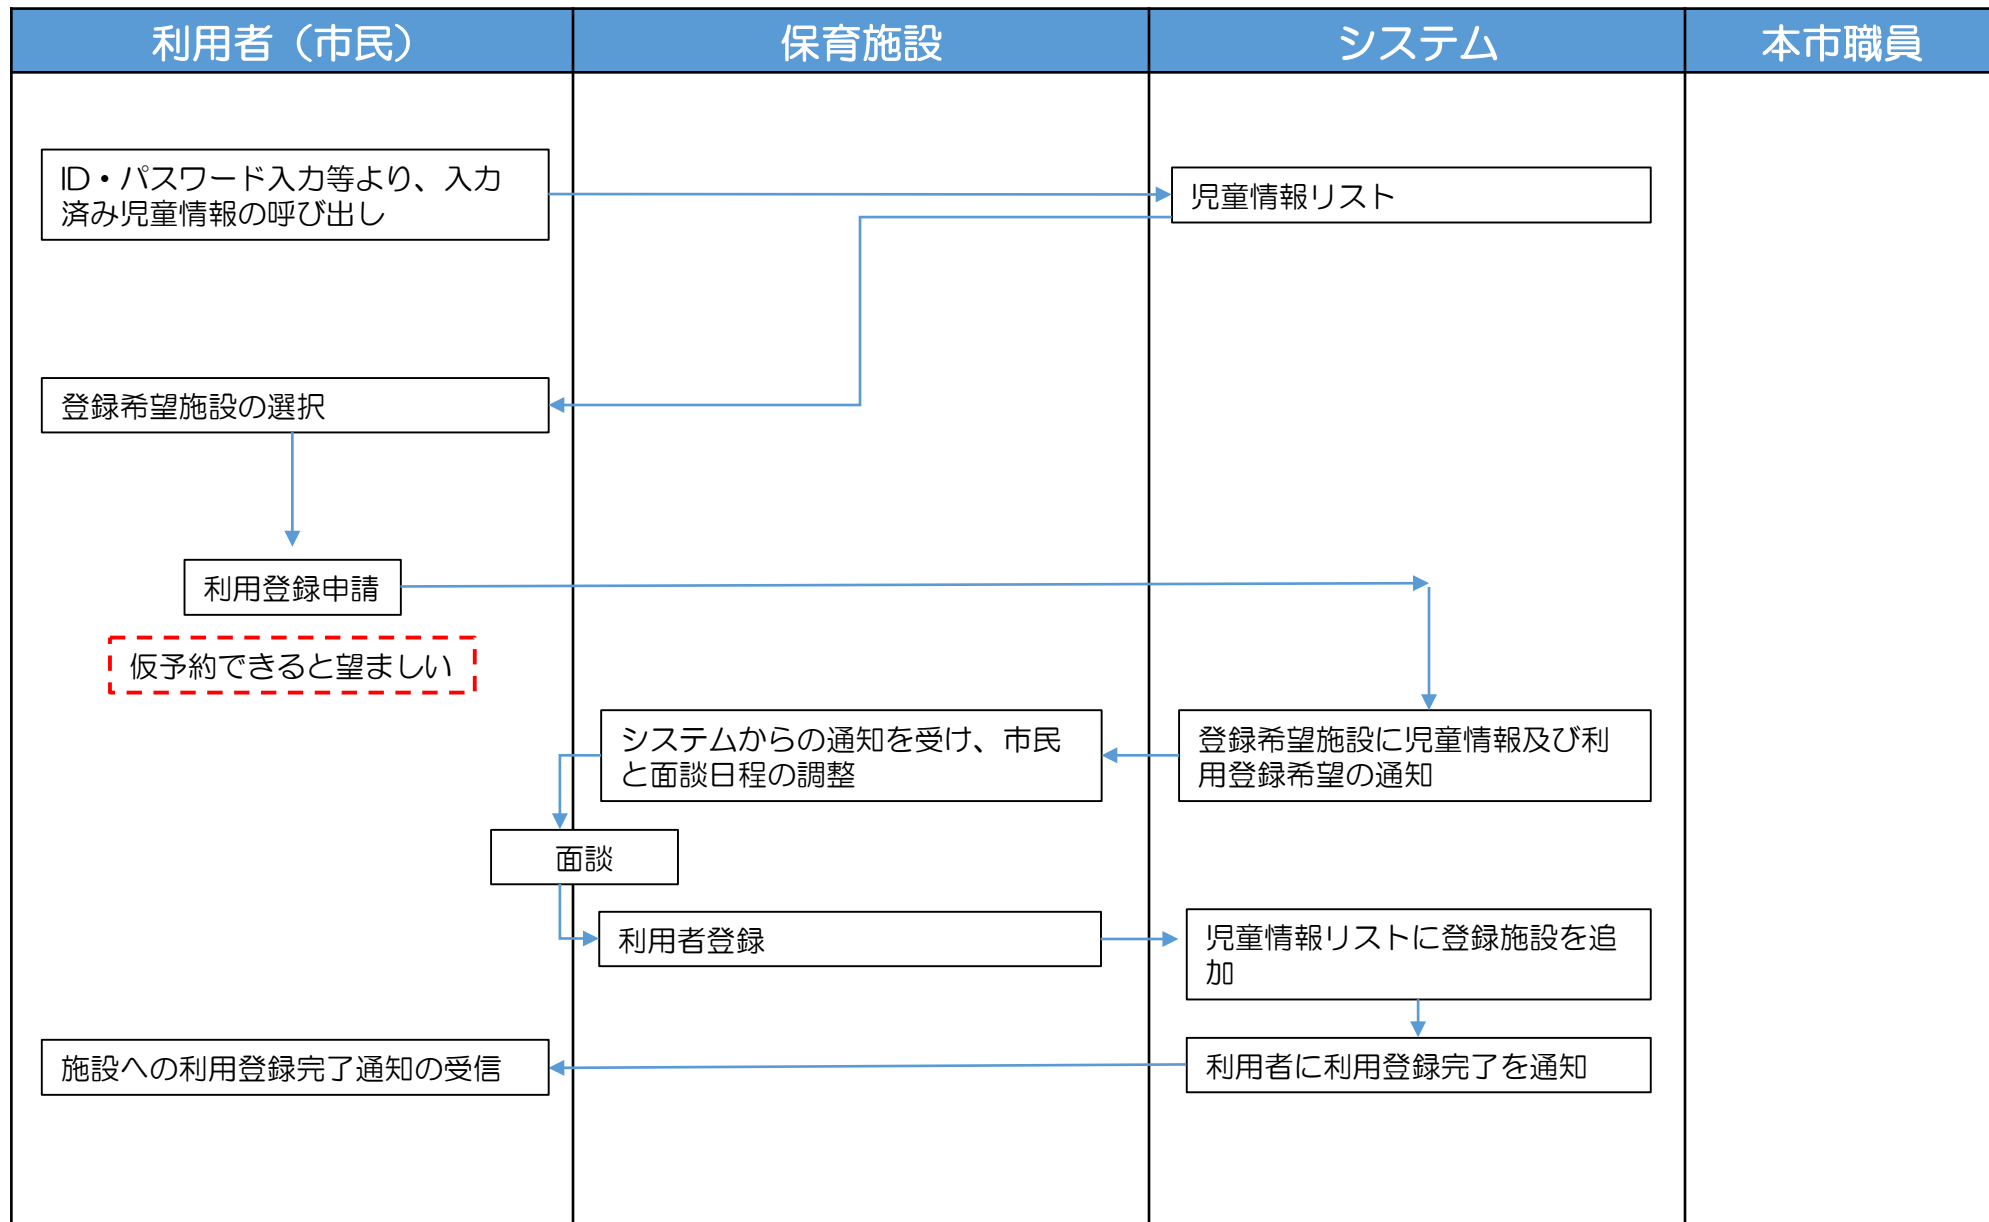 利用者（市民）
保育施設
システム
本市職員
ID・パスワード入力等より、入力
済み児童情報の呼び出し
児童情報リスト
登録希望施設の選択
利用登録申請
仮予約できると望ましい
システムからの通知を受け、市民
と面談日程の調整
登録希望施設に児童情報及び利
用登録希望の通知
面談
利用者登録
児童情報リストに登録施設を追
加
施設への利用登録完了通知の受信
利用者に利用登録完了を通知